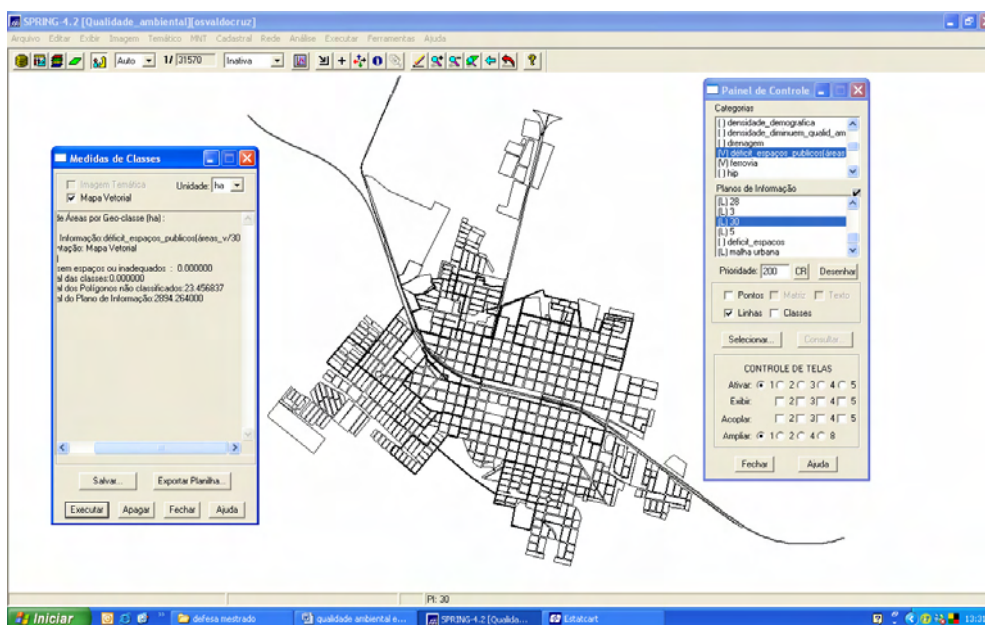 SPRING-4.2 [Qualidade_ambiental][osvaldocruz]
Arquivo Editar Exibir Imagem Temático MNT Cadastral Rede Análise Executar Ferramentas Ajuda
Auto 1/ 31570 Inativa
Medidas de Classes
Imagem Temática
Unidade: ha
Mapa Vetorial
de Áreas por Geo-classe (ha) :
Informação:déficit_espaços_publicos(áreas_v/30
ntação: Mapa Vetorial
sem espaços ou inadequados : 0.000000
al das classes:0.000000
al dos Polígonos não classificados:23.456837
al do Plano de Informação:2894.264000
Salvar...
Exportar Planilha...
Executar
Apagar
Fechar
Ajuda
Painel de Controle
Categorias
[ ] densidade_demografica
[ ] densidade_diminuem_qualid_am
[ ] drenagem
[V] déficit_espaços_publicos(áreas
[V] ferrovia
[ ] hip
Planos de Informação
[L] 28
[L] 3
[L] 30
[L] 5
[ ] deficit_espacos
[L] malha urbana
Prioridade: 200 CR Desenhar
Pontos Matriz Texto
Linhas Classes
Selecionar... Consultar...
CONTROLE DE TELAS
Ativar: 1 2 3 4 5
Exibir: 2 3 4 5
Acoplar: 2 3 4 5
Ampliar: 1 2 4 8
Fechar Ajuda
PI: 30
Iniciar
defesa mestrado
qualidade ambiental e...
SPRING-4.2 [Qualida...
Estatcart
13:31